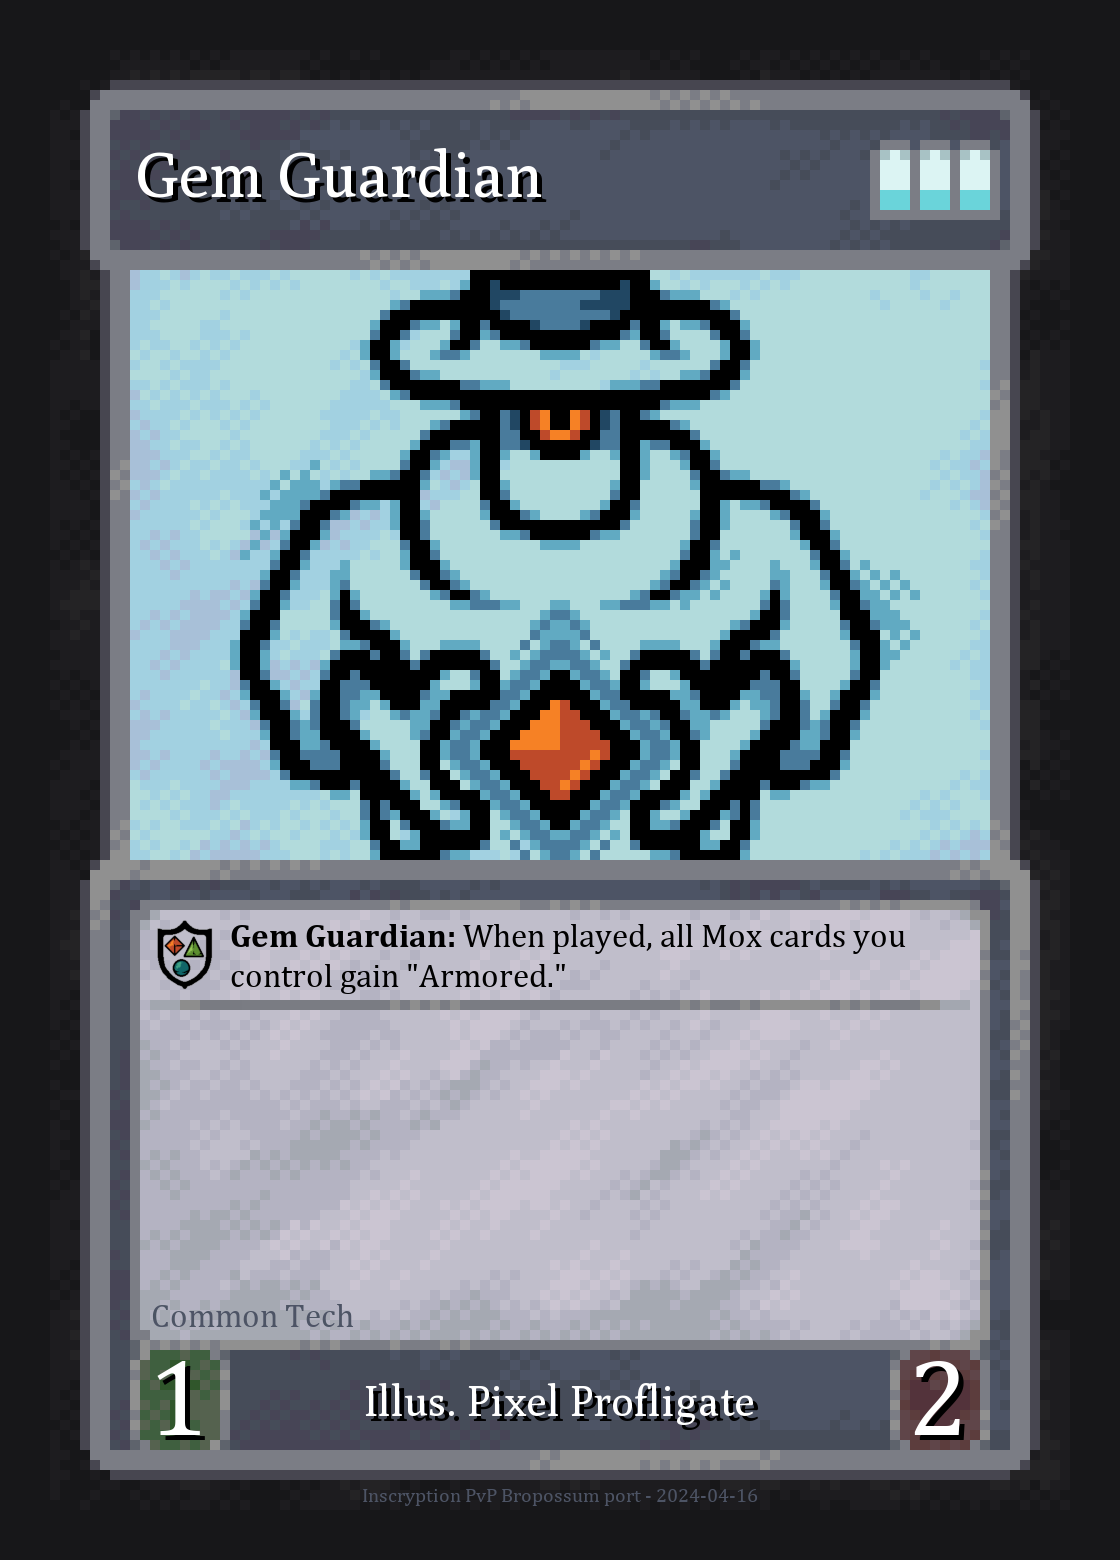 Gem Guardian
Gem Guardian: When played, all Mox cards you
control gain "Armored."
Common Tech
1
Illus. Pixel Profligate
2
Inscryption PvP Bropossum port - 2024-04-16